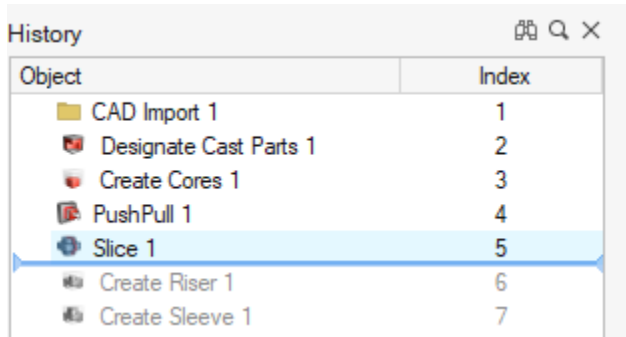 History
Object Index
CAD Import 1 1
Designate Cast Parts 1 2
Create Cores 1 3
PushPull 1 4
Slice 1 5
Create Riser 1 6
Create Sleeve 1 7